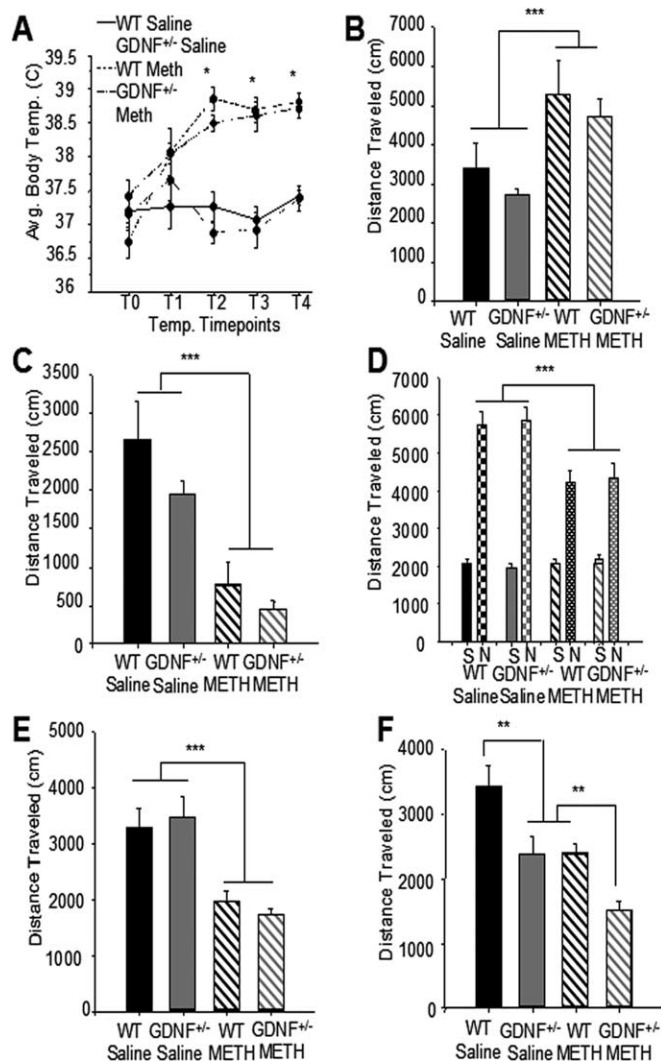 A
WT Saline
GDNF+/- Saline
WT Meth
GDNF+/-
Meth
Avg. Body Temp. (C)
39
38.5
38
37.5
37
36.5
36
T0 T1 T2 T3 T4
Temp. Timepoints
* * *
B
***
Distance Traveled (cm)
7000
6000
5000
4000
3000
2000
1000
0
WT GDNF+/- WT GDNF+/-
Saline Saline METH METH
C
***
Distance Traveled (cm)
3500
3000
2500
2000
1500
1000
500
0
WT GDNF+/- WT GDNF+/-
Saline Saline METH METH
D
***
Distance Traveled (cm)
7000
6000
5000
4000
3000
2000
1000
0
S N S N S N S N
WT GDNF+/- WT GDNF+/-
Saline Saline METH METH
E
***
Distance Traveled (cm)
5000
4000
3000
2000
1000
0
WT GDNF+/- WT GDNF+/-
Saline Saline METH METH
F
**
**
Distance Traveled (cm)
4000
3000
2000
1000
0
WT GDNF+/- WT GDNF+/-
Saline Saline METH METH